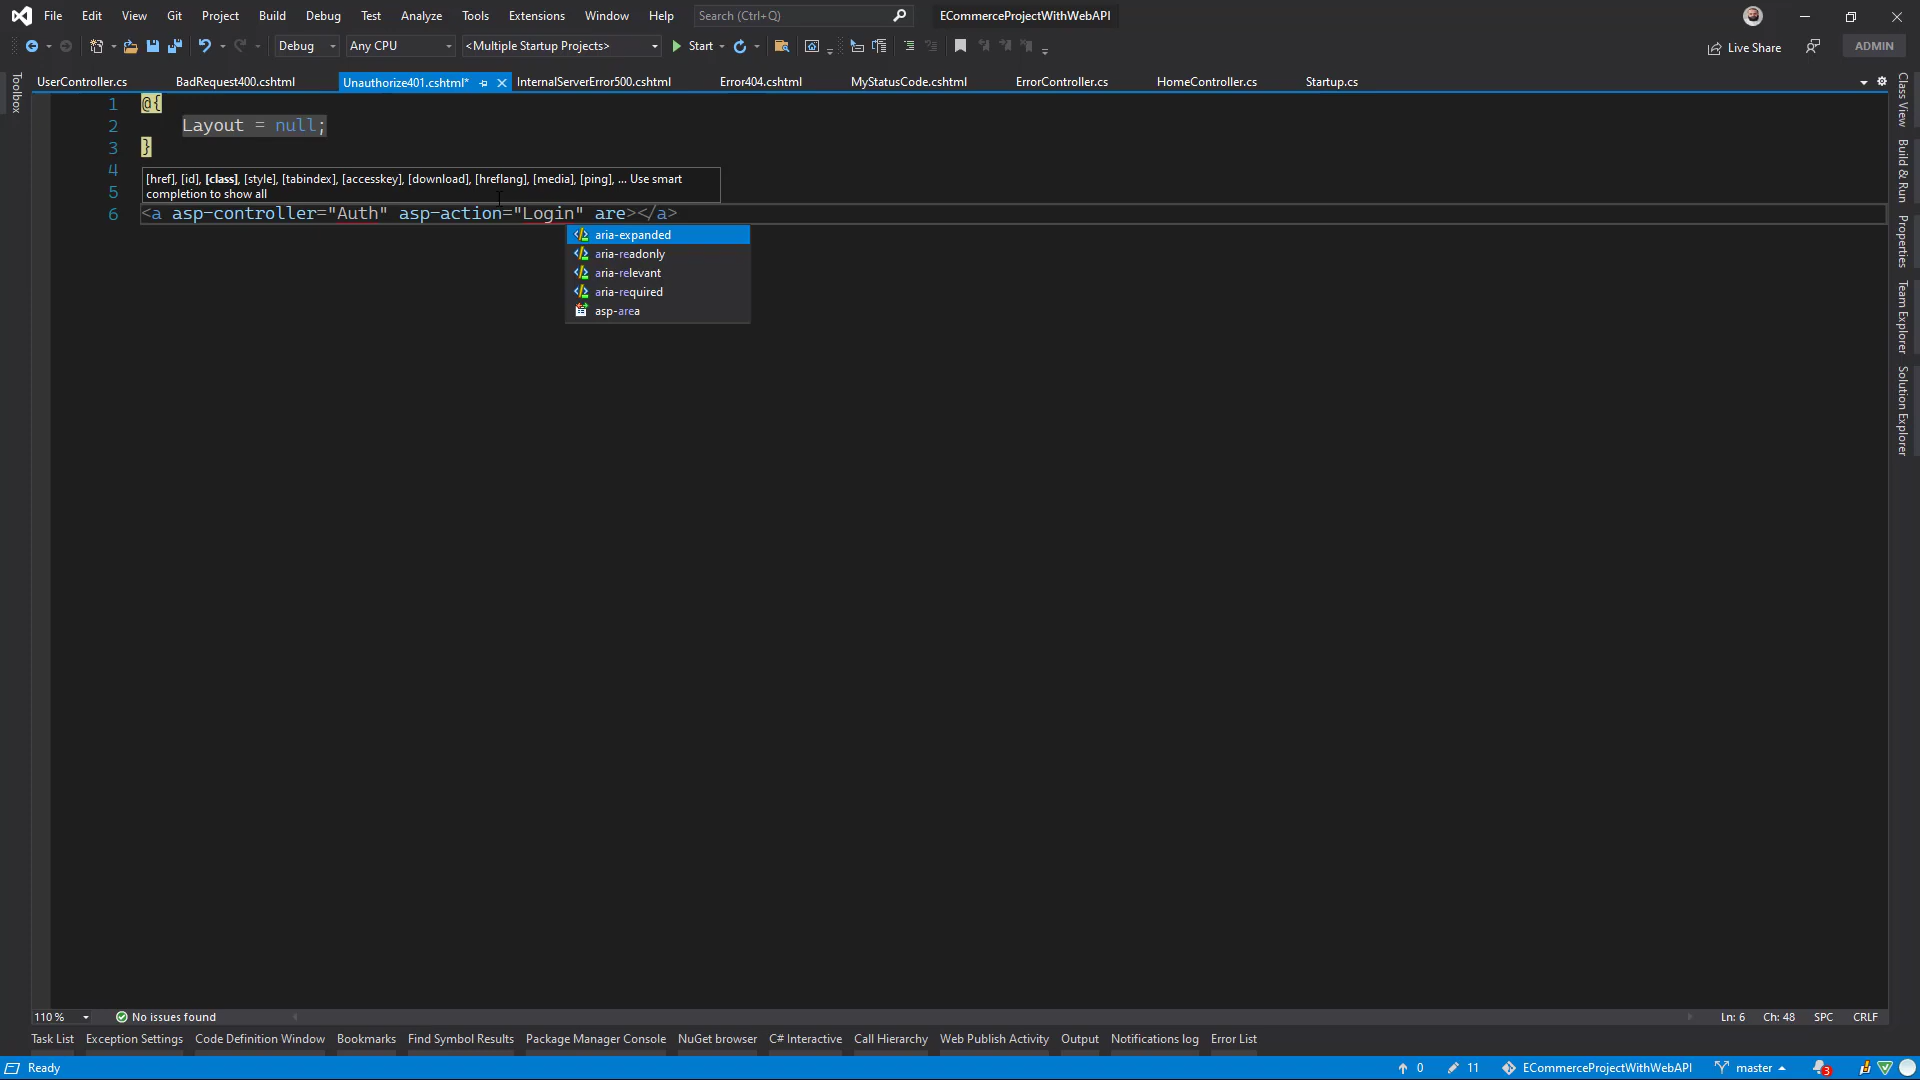 File Edit View Git Project Build Debug Test Analyze Tools Extensions Window Help Search (Ctrl+Q) ECommerceProjectWithWebAPI
Debug Any CPU <Multiple Startup Projects> Start Live Share ADMIN
UserController.cs BadRequest400.cshtml Unauthorize401.cshtml* InternalServerError500.cshtml Error404.cshtml MyStatusCode.cshtml ErrorController.cs HomeController.cs Startup.cs
Toolbox
1 @{
2 Layout = null;
3 }
4
5
[href], [id], [class], [style], [tabindex], [accesskey], [download], [hreflang], [media], [ping], ... Use smart
completion to show all
6 <a asp-controller="Auth" asp-action="Login" are></a>
aria-expanded
aria-readonly
aria-relevant
aria-required
asp-area
Class View
Build & Run
Properties
Team Explorer
Solution Explorer
110 % No issues found Ln: 6 Ch: 48 SPC CRLF
Task List Exception Settings Code Definition Window Bookmarks Find Symbol Results Package Manager Console NuGet browser C# Interactive Call Hierarchy Web Publish Activity Output Notifications log Error List
Ready 0 11 ECommerceProjectWithWebAPI master 3